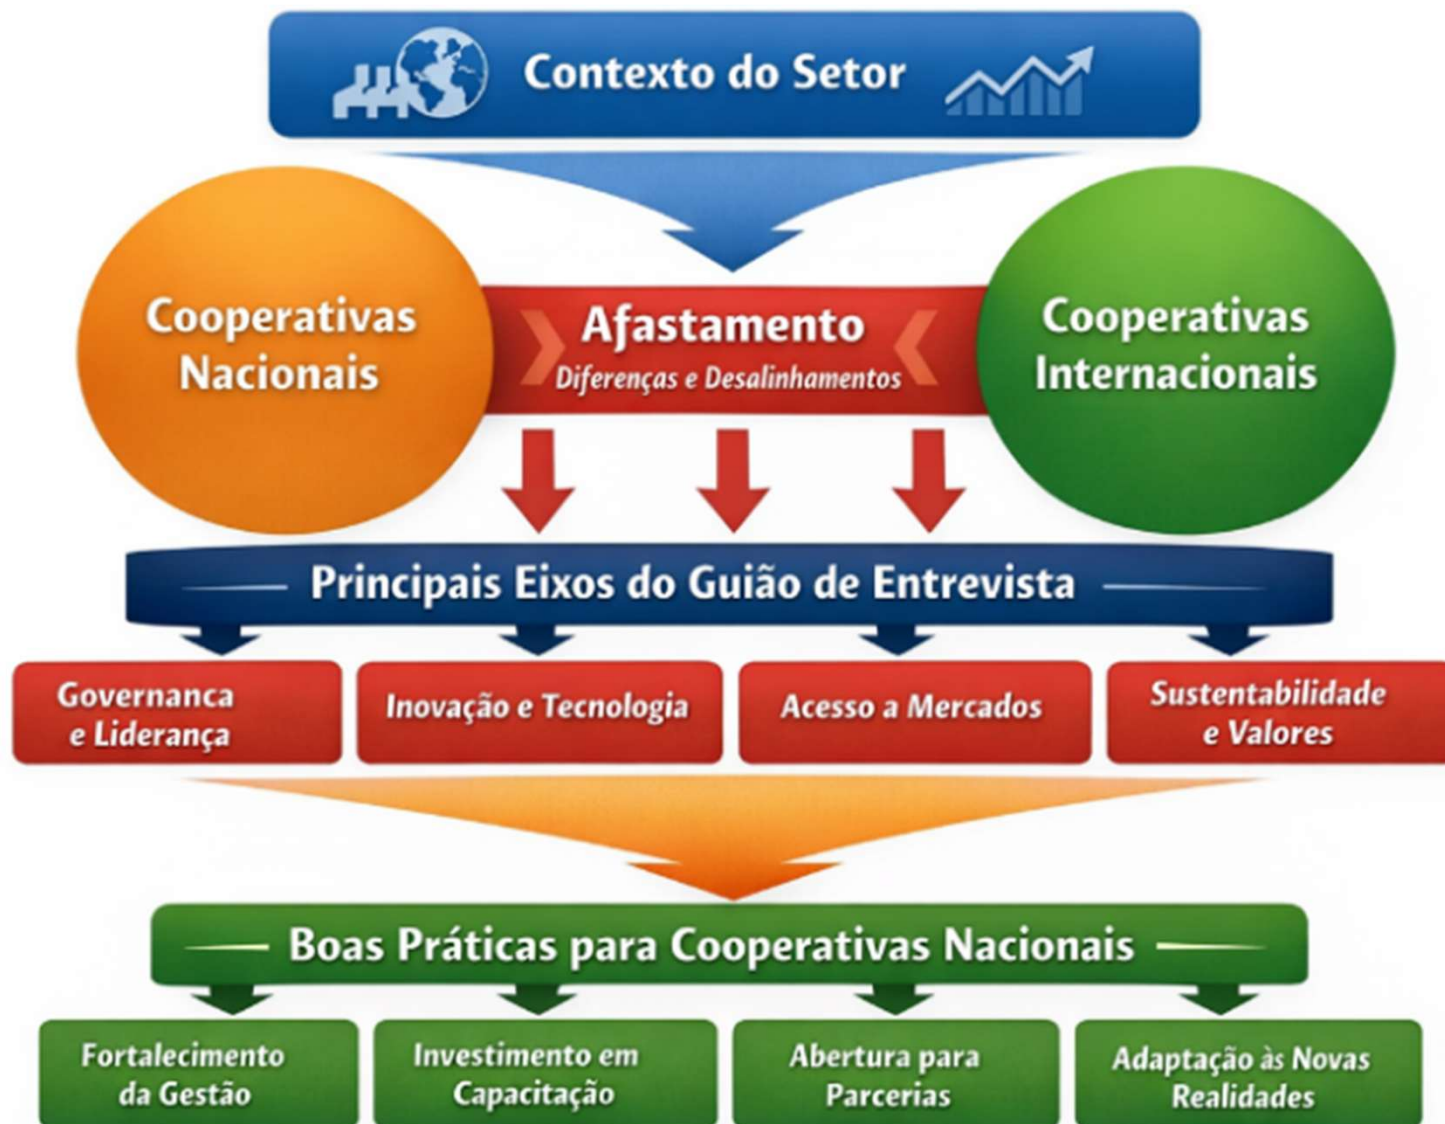 Contexto do Setor
Cooperativas
Nacionais
Afastamento
Diferenças e Desalinhamentos
Cooperativas
Internacionais
Principais Eixos do Guião de Entrevista
Governanca
e Liderança
Inovação e Tecnologia
Acesso a Mercados
Sustentabilidade
e Valores
Boas Práticas para Cooperativas Nacionais
Fortalecimento
da Gestão
Investimento em
Capacitação
Abertura para
Parcerias
Adaptação às Novas
Realidades